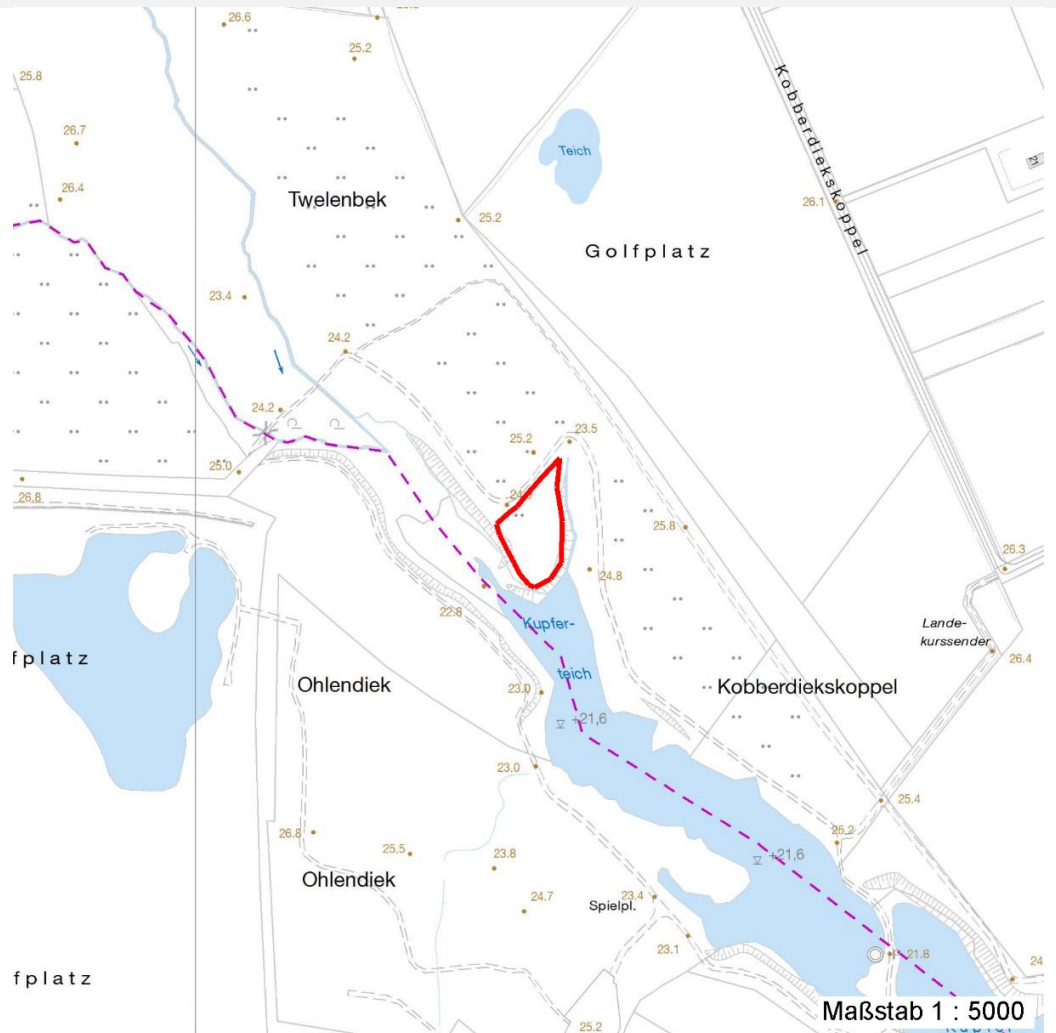 26.6
25.2
25.8
26.7
Teich
Kobberdiekskoppel
26.4
Twelenbek
25.2
26.1
Golfplatz
23.4
24.2
24.2
25.2
23.5
25.0
26.8
25.8
24.8
26.3
22.8
Kupfer-
teich
Lande-
kurssender
26.4
fplatz
Ohlendiek
23.0
+21,6
Kobberdiekskoppel
23.0
25.4
26.8
25.5
23.8
25.2
+21,6
Ohlendiek
24.7
Spielpl.
23.4
23.1
21.8
24.
fplatz
25.2
Maßstab 1 : 5000